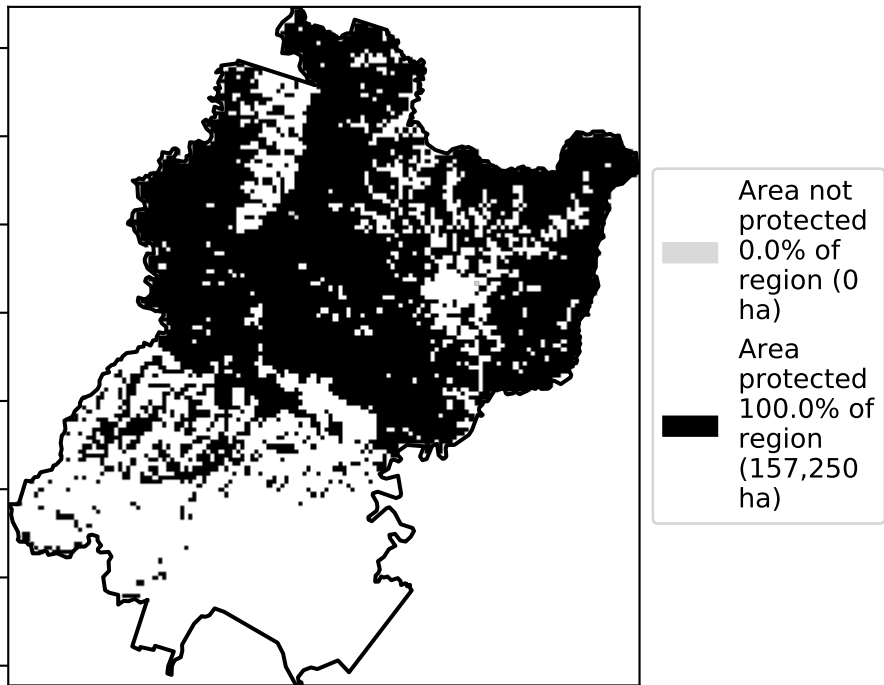 Area not
protected
0.0% of
region (0
ha)
Area
protected
100.0% of
region
(157,250
ha)